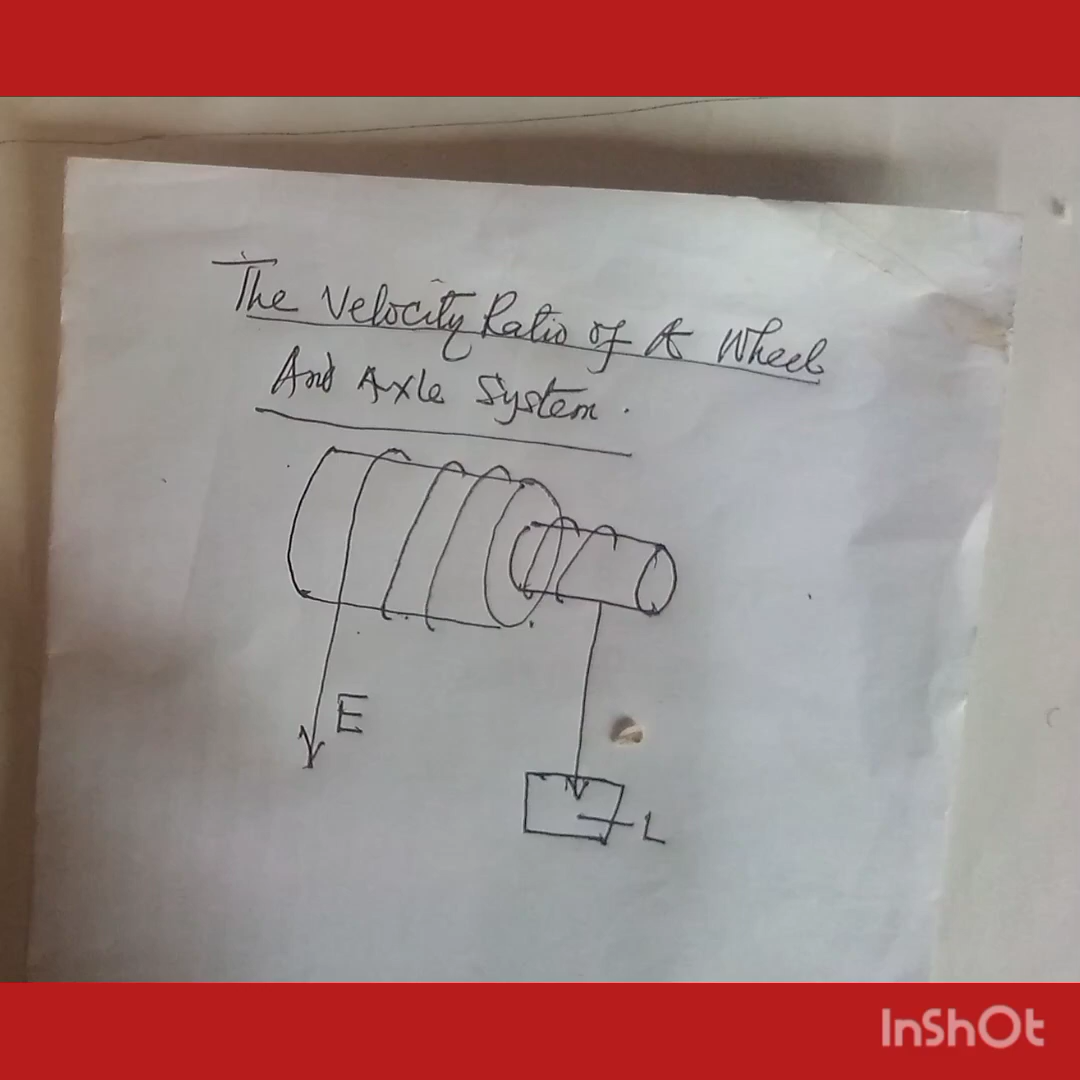 The Velocity Ratio of A Wheel
And Axle System.
E
L
InShOt